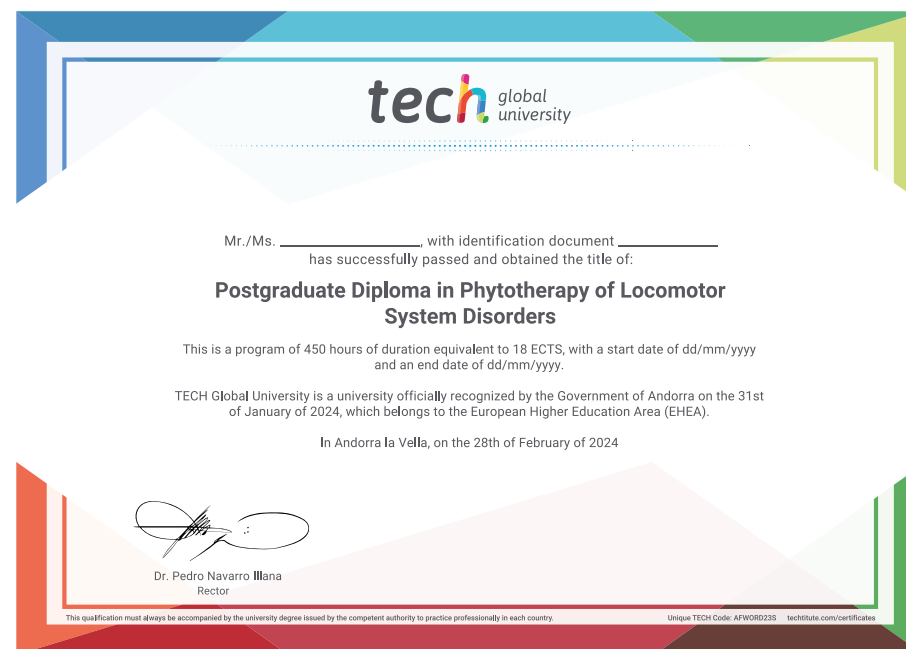 tech global university
Mr./Ms. ____________, with identification document ____________
has successfully passed and obtained the title of:
Postgraduate Diploma in Phytotherapy of Locomotor
System Disorders
This is a program of 450 hours of duration equivalent to 18 ECTS, with a start date of dd/mm/yyyy
and an end date of dd/mm/yyyy.
TECH Global University is a university officially recognized by the Government of Andorra on the 31st
of January of 2024, which belongs to the European Higher Education Area (EHEA).
In Andorra la Vella, on the 28th of February of 2024
Dr. Pedro Navarro Illana
Rector
This qualification must always be accompanied by the university degree issued by the competent authority to practice professionally in each country. Unique TECH Code: AFWORD23S techtitute.com/certificates